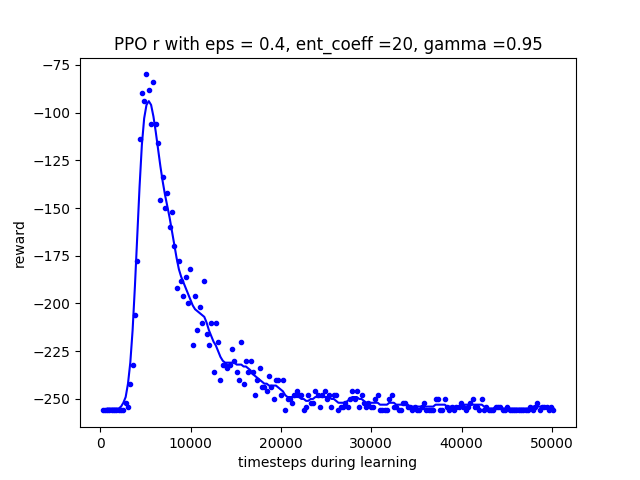 PPO r with eps = 0.4, ent_coeff =20, gamma =0.95
−75
−100
−125
−150
−175
−200
−225
−250
reward
0 10000 20000 30000 40000 50000
timesteps during learning